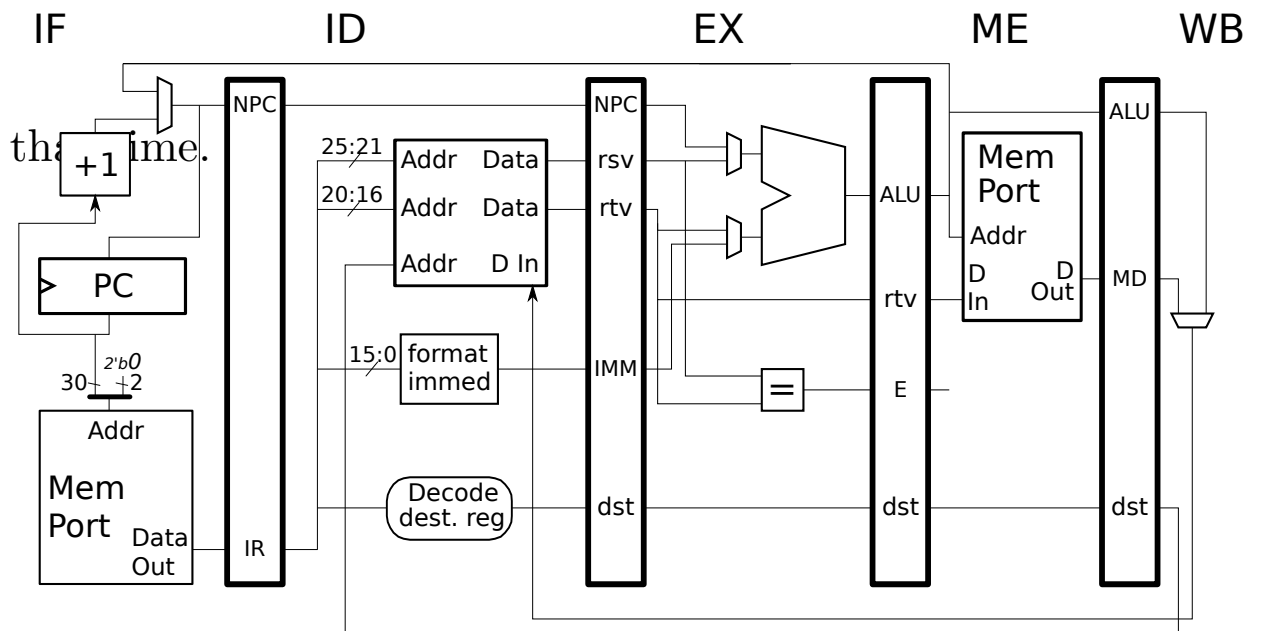 IF ID EX ME WB
NPC NPC ALU
25:21 Addr Data rsv Mem
tha ime.
+1 Port
20:16 Addr Data rtv ALU
Addr
Addr D In
PC D D MD
In Out
rtv
2'b0 15:0 format IMM
30 2 immed
= E
Addr
Mem
Port
Decode
dest. reg dst dst dst
Data
Out IR